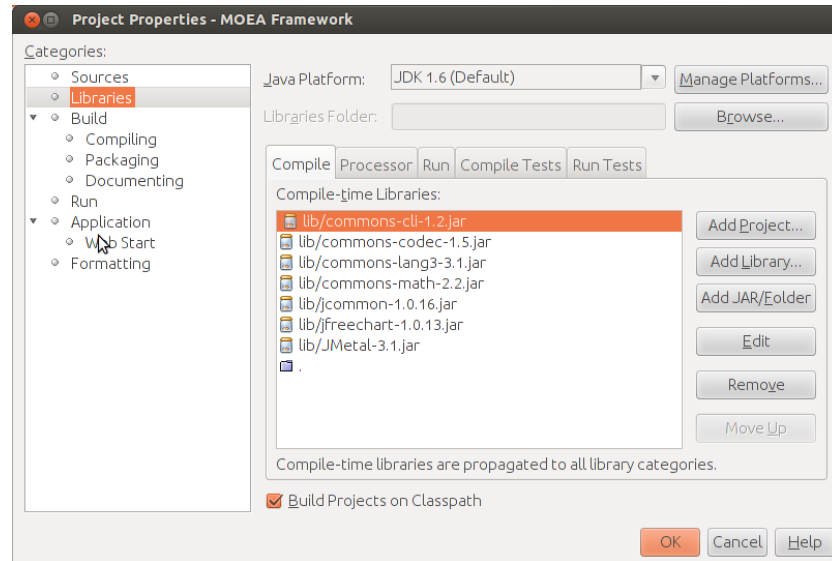 Project Properties - MOEA Framework
Categories:
Sources
Libraries
Build
Compiling
Packaging
Documenting
Run
Application
Web Start
Formatting
Java Platform:
JDK 1.6 (Default)
Manage Platforms...
Libraries Folder:
Browse...
Compile Processor Run Compile Tests Run Tests
Compile-time Libraries:
lib/commons-cli-1.2.jar
lib/commons-codec-1.5.jar
lib/commons-lang3-3.1.jar
lib/commons-math-2.2.jar
lib/jcommon-1.0.16.jar
lib/jfreechart-1.0.13.jar
lib/JMetal-3.1.jar
.
Add Project...
Add Library...
Add JAR/Folder
Edit
Remove
Move Up
Compile-time libraries are propagated to all library categories.
Build Projects on Classpath
OK Cancel Help